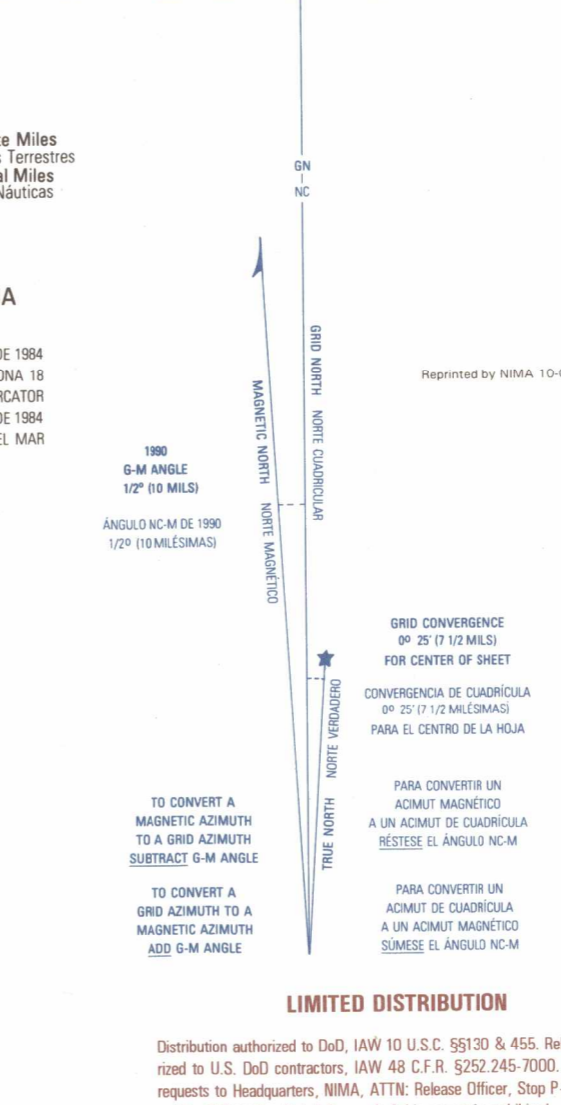 te Miles
s Terrestres
al Miles
Náuticas
GN
NC
A
DE 1984
ONA 18
RCATOR
DE 1984
EL MAR
Reprinted by NIMA 10-
GRID NORTH NORTE CUADRICULAR
MAGNETIC NORTH NORTE MAGNÉTICO
1990
G-M ANGLE
1/2° (10 MILS)
ÁNGULO NC-M DE 1990
1/2° (10 MILÉSIMAS)
GRID CONVERGENCE
0° 25' (7 1/2 MILS)
FOR CENTER OF SHEET
CONVERGENCIA DE CUADRÍCULA
0° 25' (7 1/2 MILÉSIMAS)
PARA EL CENTRO DE LA HOJA
TRUE NORTH NORTE VERDADERO
TO CONVERT A
MAGNETIC AZIMUTH
TO A GRID AZIMUTH
SUBTRACT G-M ANGLE
TO CONVERT A
GRID AZIMUTH TO A
MAGNETIC AZIMUTH
ADD G-M ANGLE
PARA CONVERTIR UN
ACIMUT MAGNÉTICO
A UN ACIMUT DE CUADRÍCULA
RÉSTESE EL ÁNGULO NC-M
PARA CONVERTIR UN
ACIMUT DE CUADRÍCULA
A UN ACIMUT MAGNÉTICO
SÚMESE EL ÁNGULO NC-M
LIMITED DISTRIBUTION
Distribution authorized to DoD, IAW 10 U.S.C. §§130 & 455. Rel
rized to U.S. DoD contractors, IAW 48 C.F.R. §252.245-7000.
requests to Headquarters, NIMA, ATTN: Release Officer, Stop P-